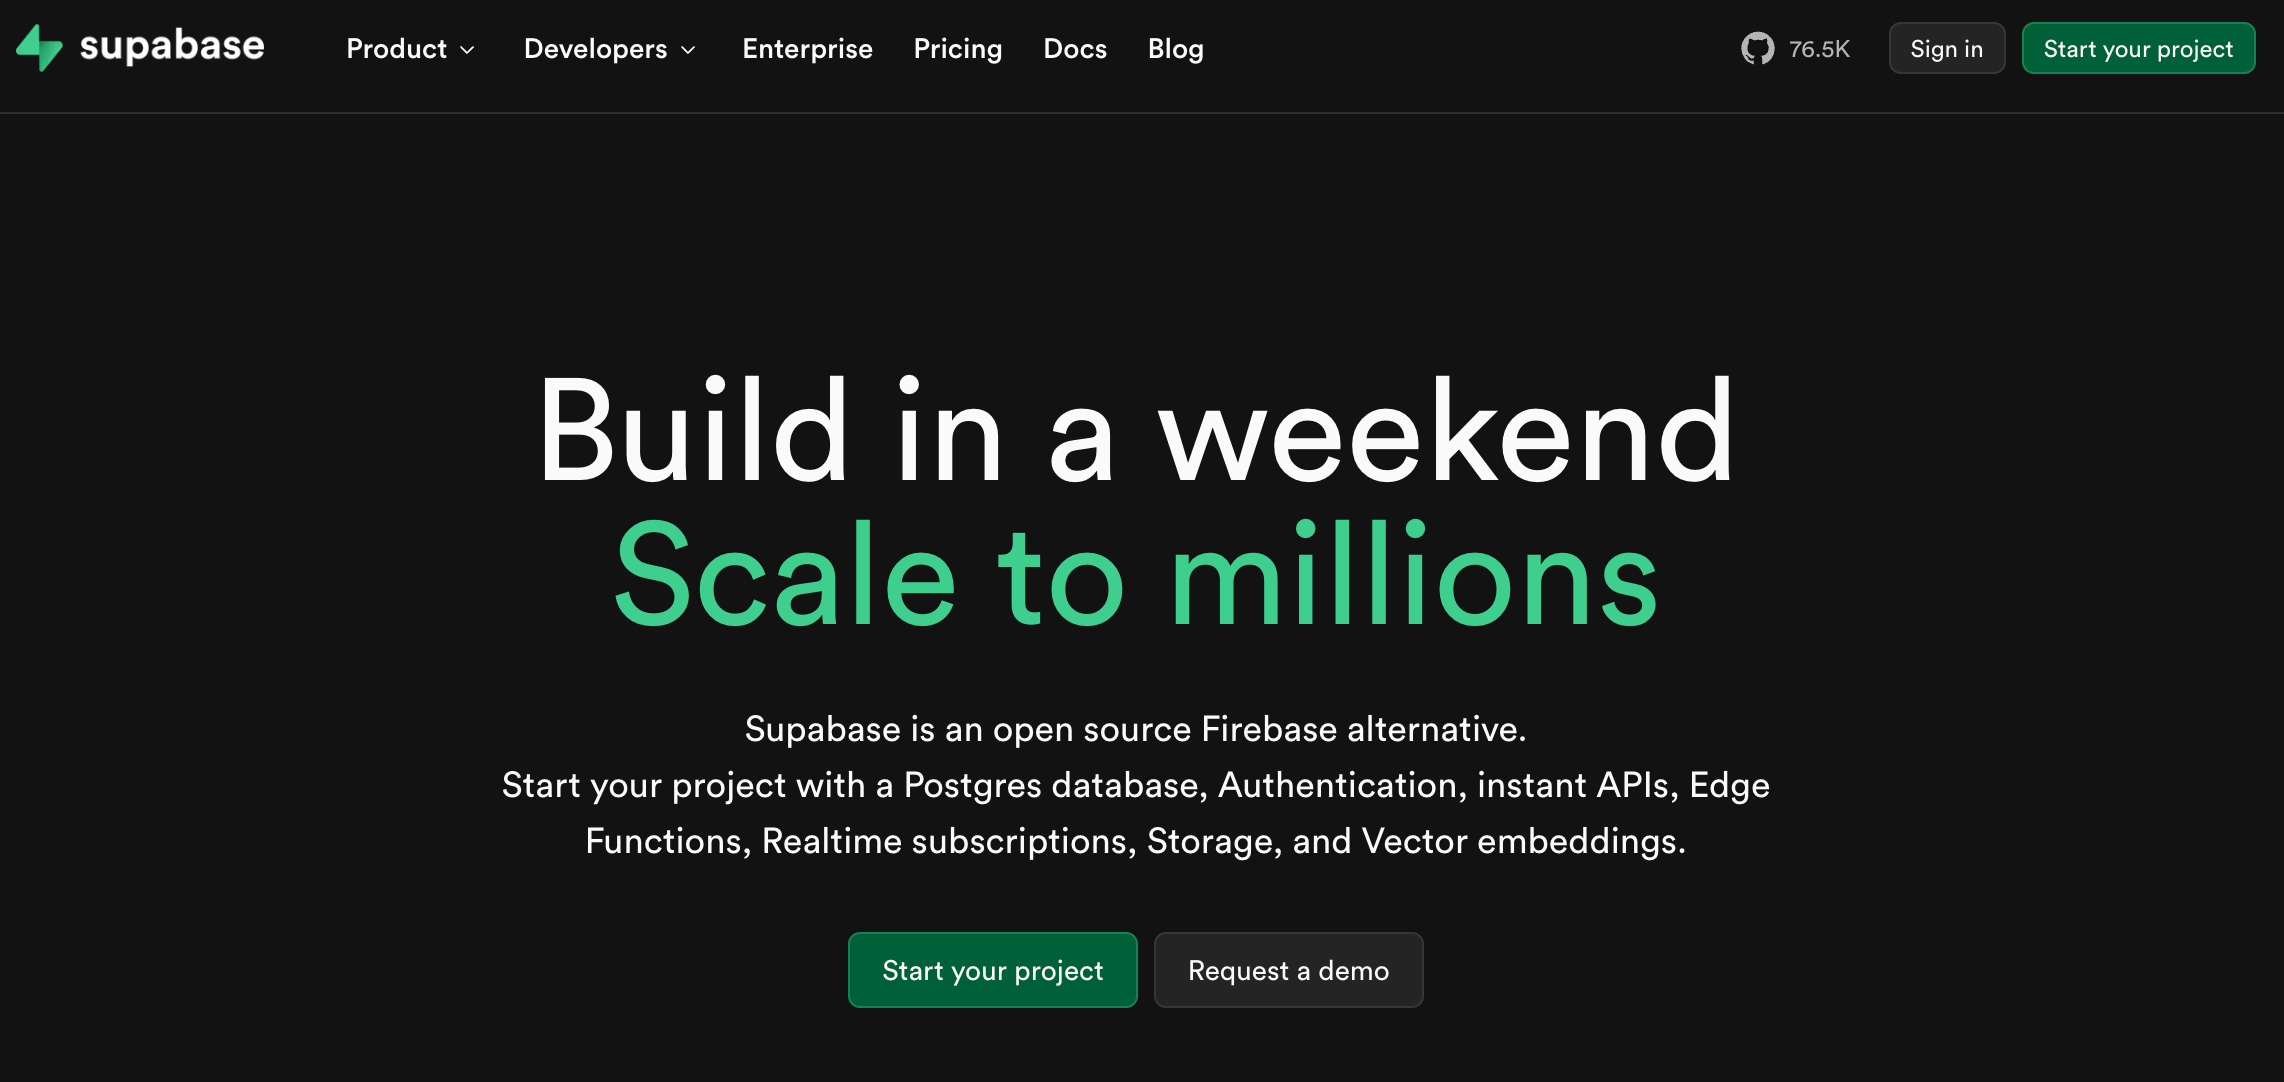 supabase
Product
Developers
Enterprise
Pricing
Docs
Blog
76.5K
Sign in
Start your project
Build in a weekend
Scale to millions
Supabase is an open source Firebase alternative.
Start your project with a Postgres database, Authentication, instant APIs, Edge
Functions, Realtime subscriptions, Storage, and Vector embeddings.
Start your project
Request a demo